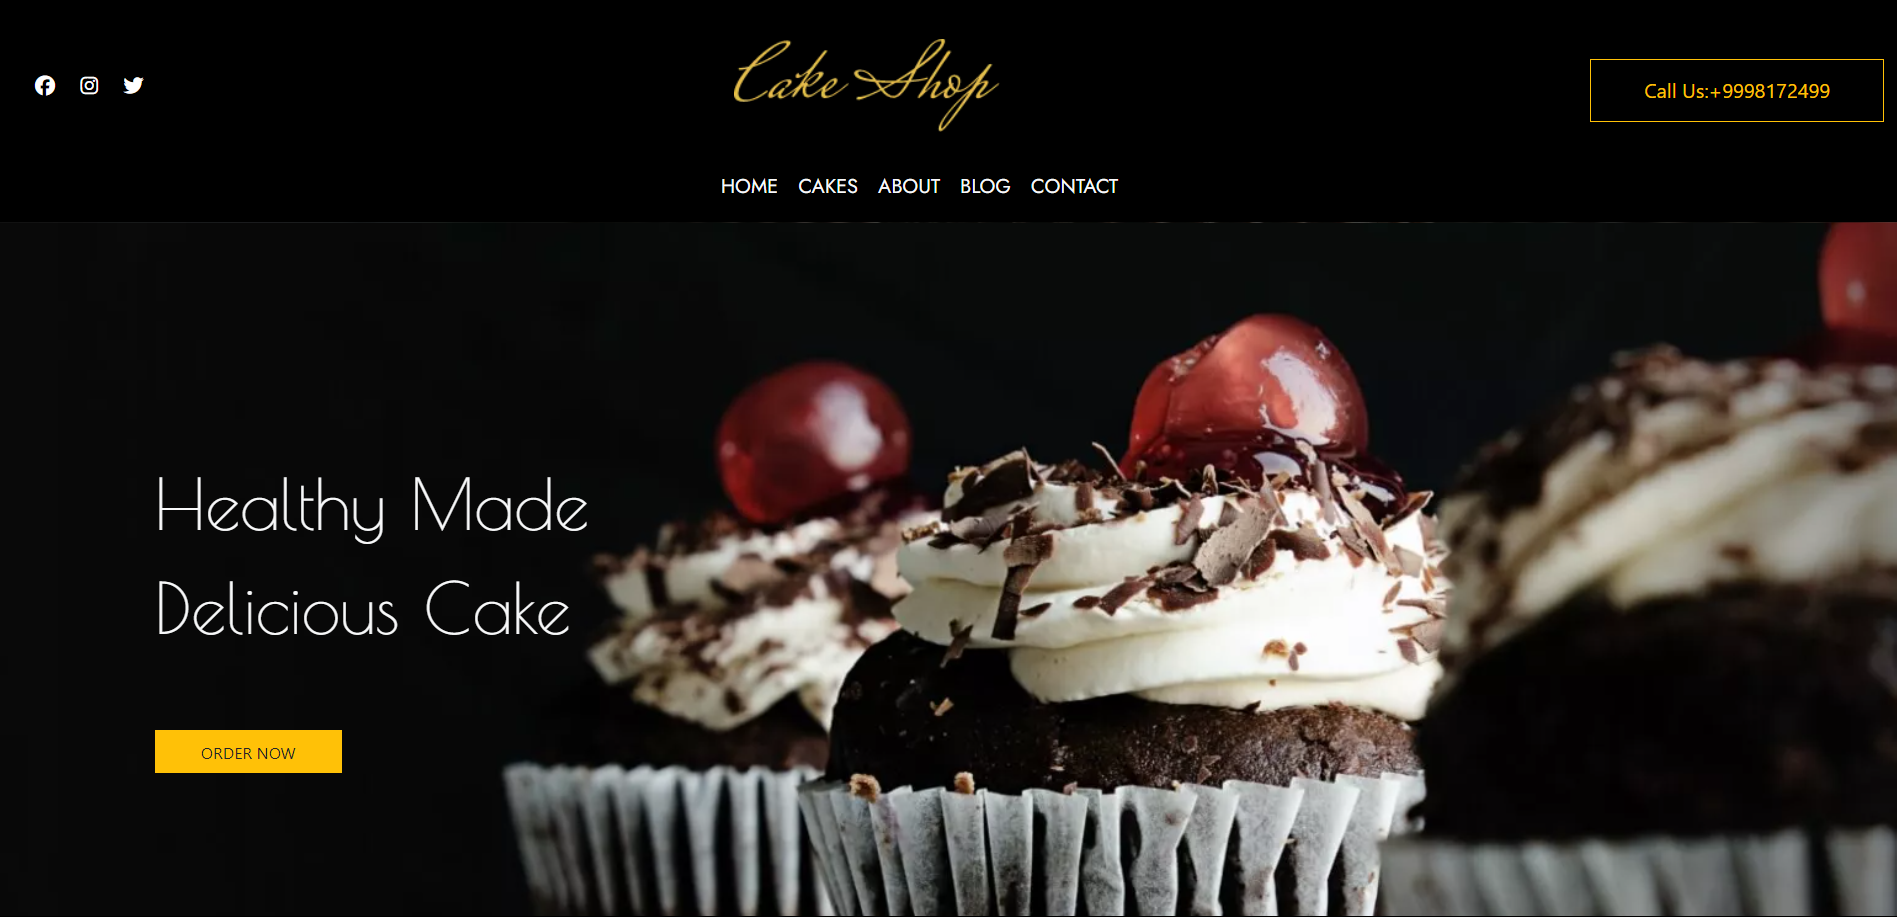 Cake Shop
Call Us:+9998172499
HOME CAKES ABOUT BLOG CONTACT
Healthy Made
Delicious Cake
ORDER NOW